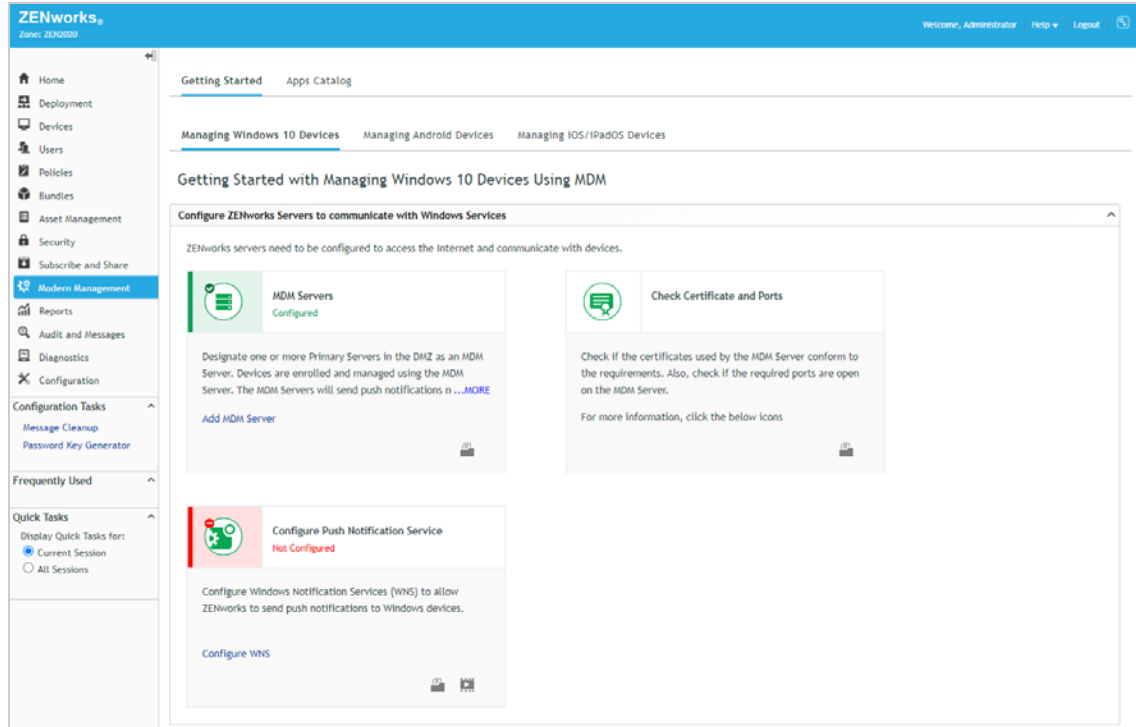 ZENworks®
Zone: ZEN2020
Welcome, Administrator Help Logout
Home
Deployment
Devices
Users
Policies
Bundles
Asset Management
Security
Subscribe and Share
Modern Management
Reports
Audit and Messages
Diagnostics
Configuration
Configuration Tasks
Message Cleanup
Password Key Generator
Frequently Used
Quick Tasks
Display Quick Tasks for:
Current Session
All Sessions
Getting Started Apps Catalog
Managing Windows 10 Devices Managing Android Devices Managing iOS/iPadOS Devices
Getting Started with Managing Windows 10 Devices Using MDM
Configure ZENworks Servers to communicate with Windows Services
ZENworks servers need to be configured to access the Internet and communicate with devices.
MDM Servers
Configured
Designate one or more Primary Servers in the DMZ as an MDM
Server. Devices are enrolled and managed using the MDM
Server. The MDM Servers will send push notifications n ...MORE
Add MDM Server
Check Certificate and Ports
Check if the certificates used by the MDM Server conform to
the requirements. Also, check if the required ports are open
on the MDM Server.
For more information, click the below icons
Configure Push Notification Service
Not Configured
Configure Windows Notification Services (WNS) to allow
ZENworks to send push notifications to Windows devices.
Configure WNS